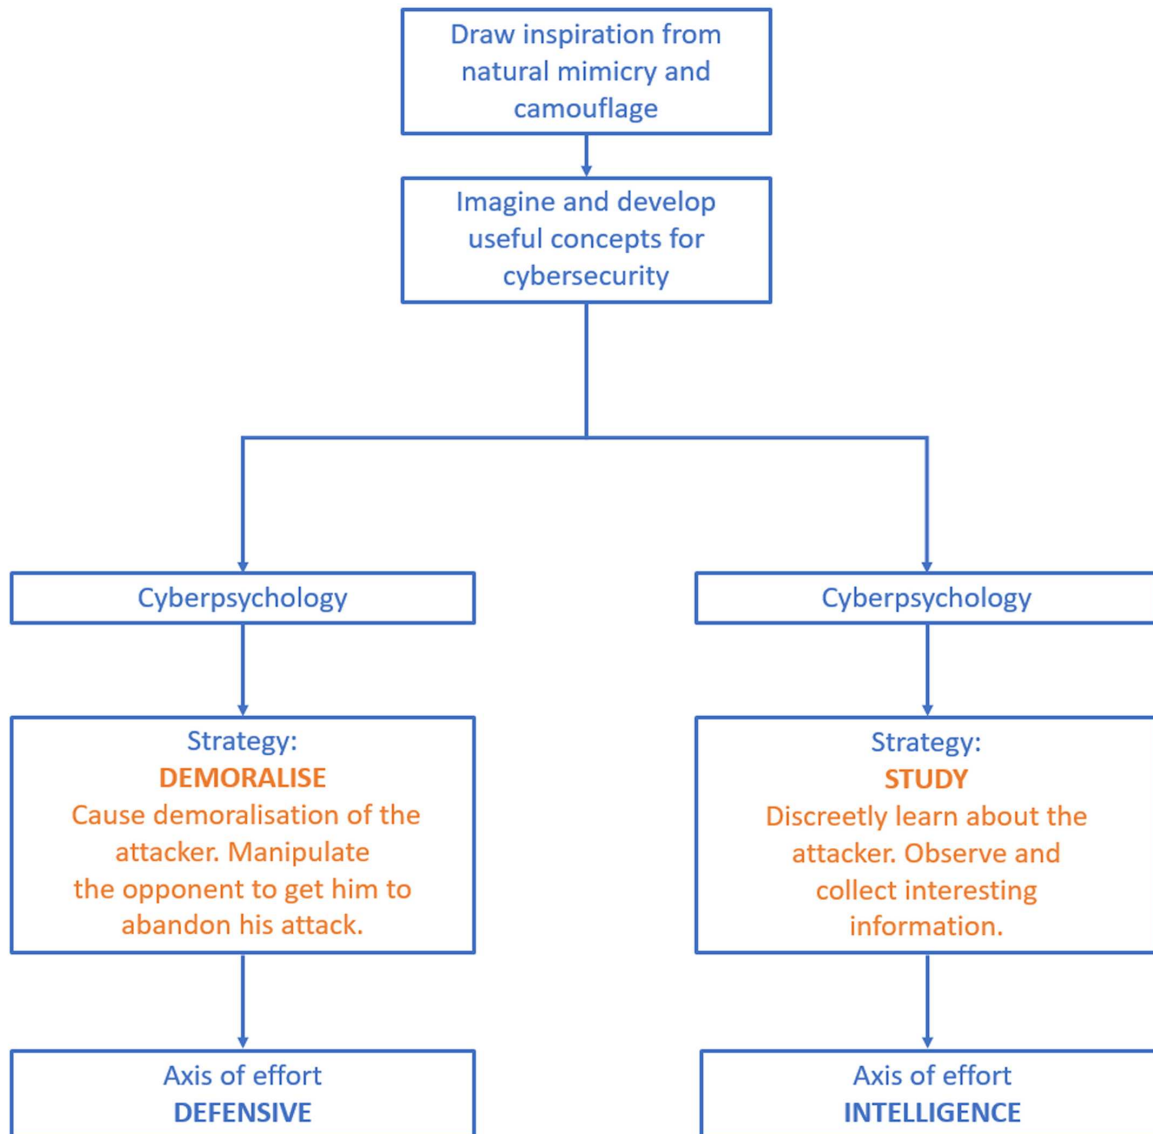 Draw inspiration from
natural mimicry and
camouflage
Imagine and develop
useful concepts for
cybersecurity
Cyberpsychology
Strategy:
DEMORALISE
Cause demoralisation of the
attacker. Manipulate
the opponent to get him to
abandon his attack.
Axis of effort
DEFENSIVE
Cyberpsychology
Strategy:
STUDY
Discreetly learn about the
attacker. Observe and
collect interesting
information.
Axis of effort
INTELLIGENCE